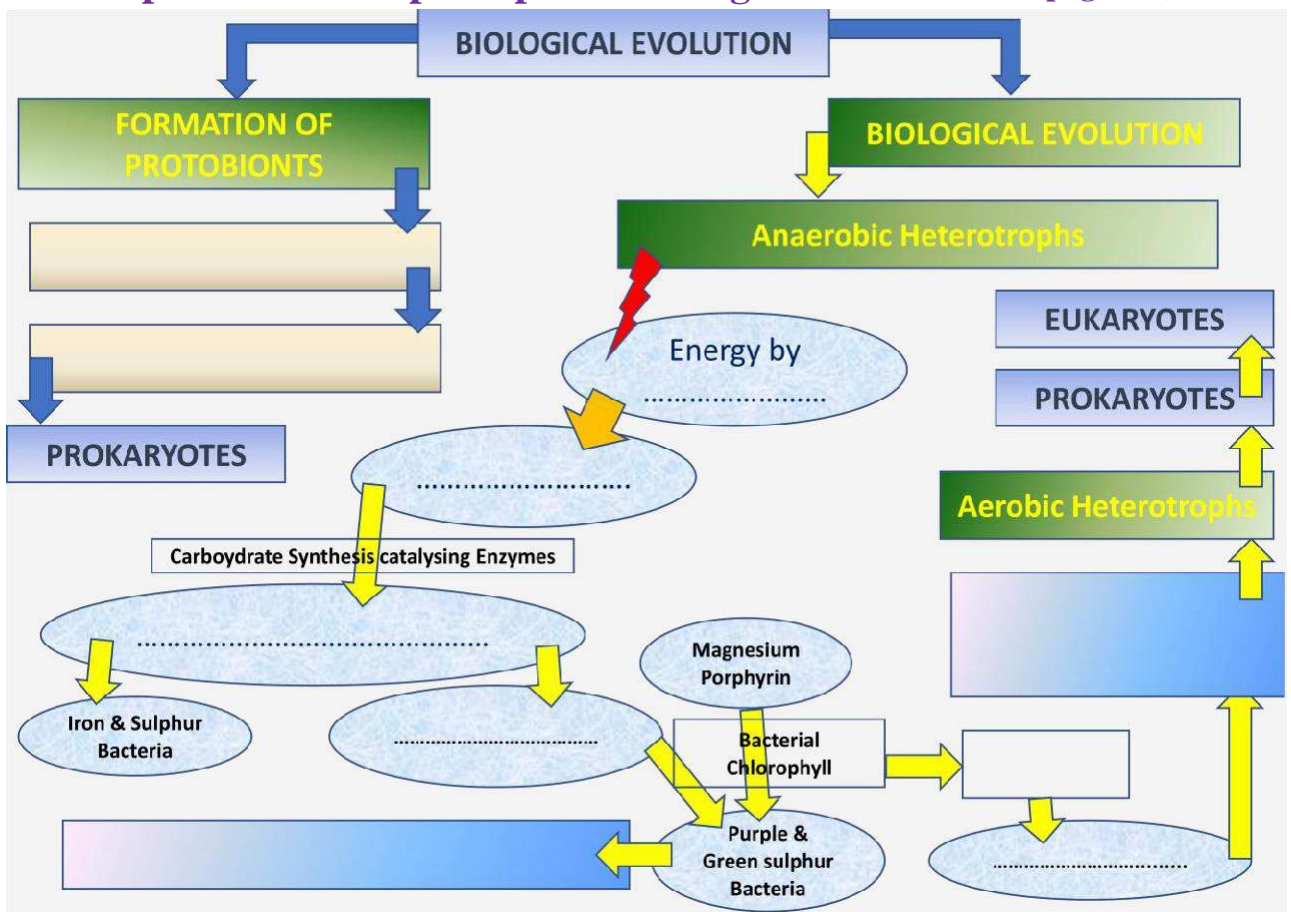 BIOLOGICAL EVOLUTION
FORMATION OF
PROTOBIONTS
BIOLOGICAL EVOLUTION
Anaerobic Heterotrophs
EUKARYOTES
Energy by
........................
PROKARYOTES
PROKARYOTES
..............................
Aerobic Heterotrophs
Carboydrate Synthesis catalysing Enzymes
..................................................
Magnesium
Porphyrin
Iron & Sulphur
Bacteria
......................................
Bacterial
Chlorophyll
Purple &
Green sulphur
Bacteria
.....................................